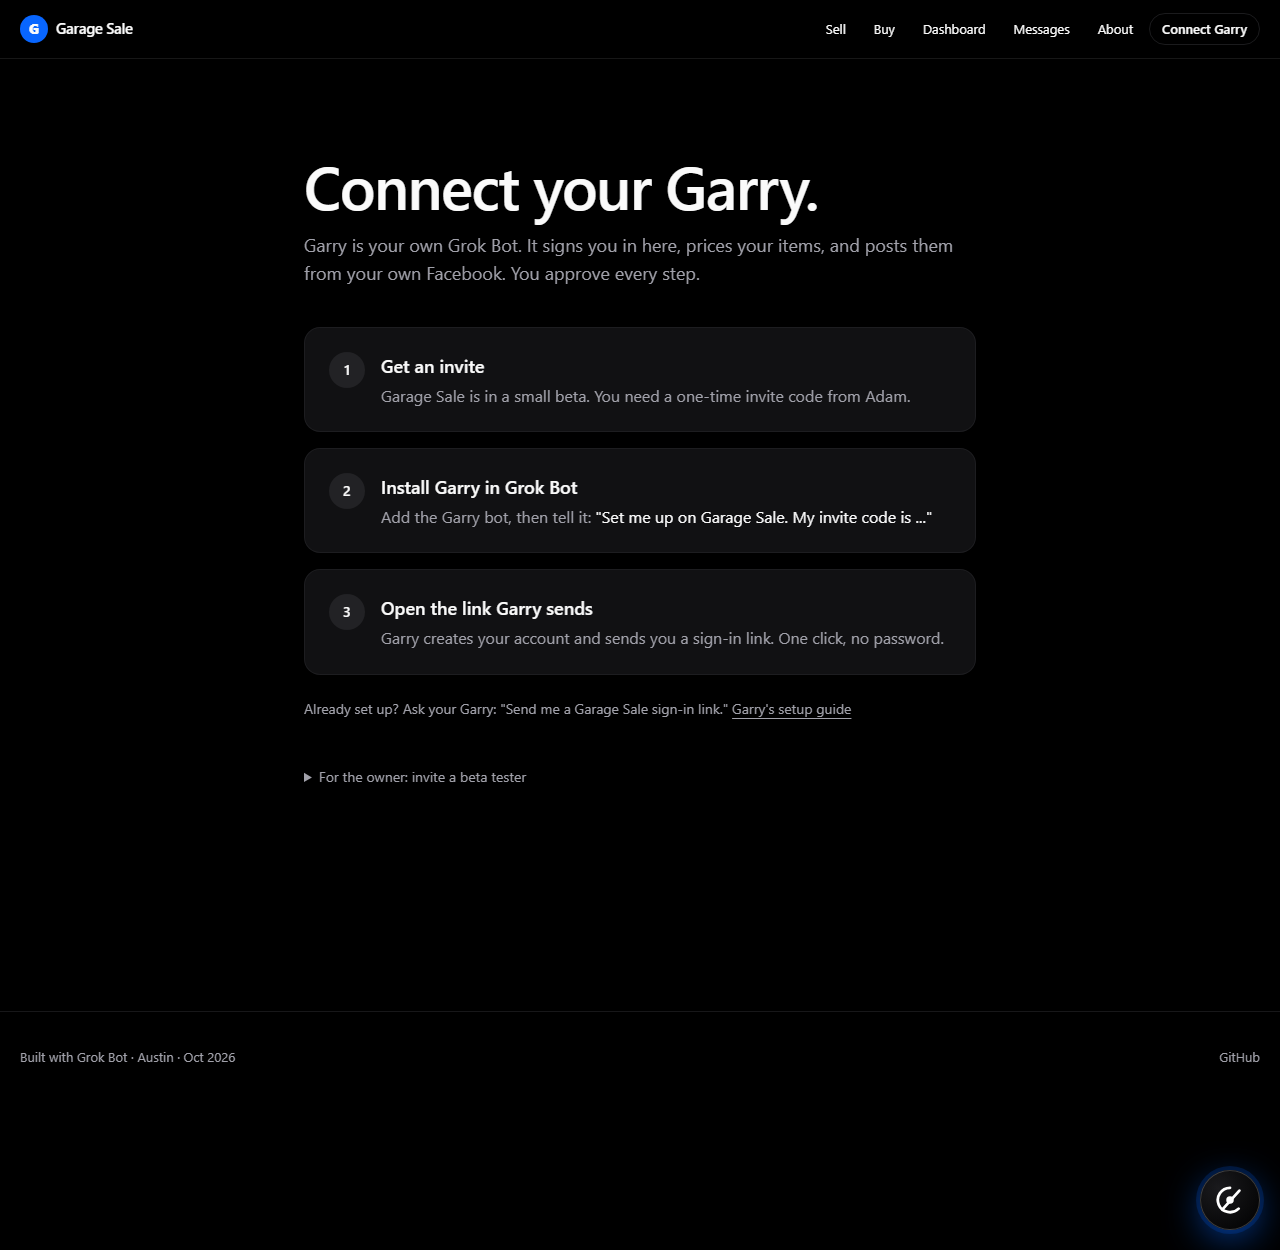 G Garage Sale
Sell Buy Dashboard Messages About Connect Garry
Connect your Garry.
Garry is your own Grok Bot. It signs you in here, prices your items, and posts them
from your own Facebook. You approve every step.
1 Get an invite
Garage Sale is in a small beta. You need a one-time invite code from Adam.
2 Install Garry in Grok Bot
Add the Garry bot, then tell it: "Set me up on Garage Sale. My invite code is ..."
3 Open the link Garry sends
Garry creates your account and sends you a sign-in link. One click, no password.
Already set up? Ask your Garry: "Send me a Garage Sale sign-in link." Garry's setup guide
For the owner: invite a beta tester
Built with Grok Bot · Austin · Oct 2026
GitHub